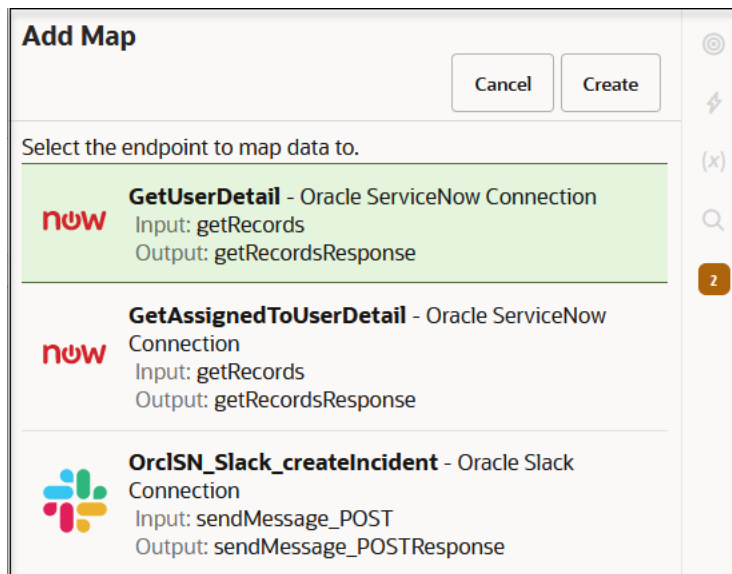 Add Map
Cancel Create
Select the endpoint to map data to.
GetUserDetail - Oracle ServiceNow Connection
now
Input: getRecords
Output: getRecordsResponse
GetAssignedToUserDetail - Oracle ServiceNow
Connection
now
Input: getRecords
Output: getRecordsResponse
OrclSN_Slack_createIncident - Oracle Slack
Connection
Input: sendMessage_POST
Output: sendMessage_POSTResponse
(x)
2